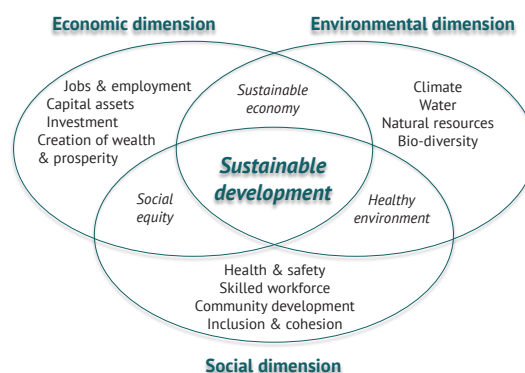 Economic dimension
Environmental dimension
Jobs & employment
Capital assets
Investment
Creation of wealth
& prosperity
Sustainable
economy
Climate
Water
Natural resources
Bio-diversity
Sustainable
development
Social
equity
Healthy
environment
Health & safety
Skilled workforce
Community development
Inclusion & cohesion
Social dimension